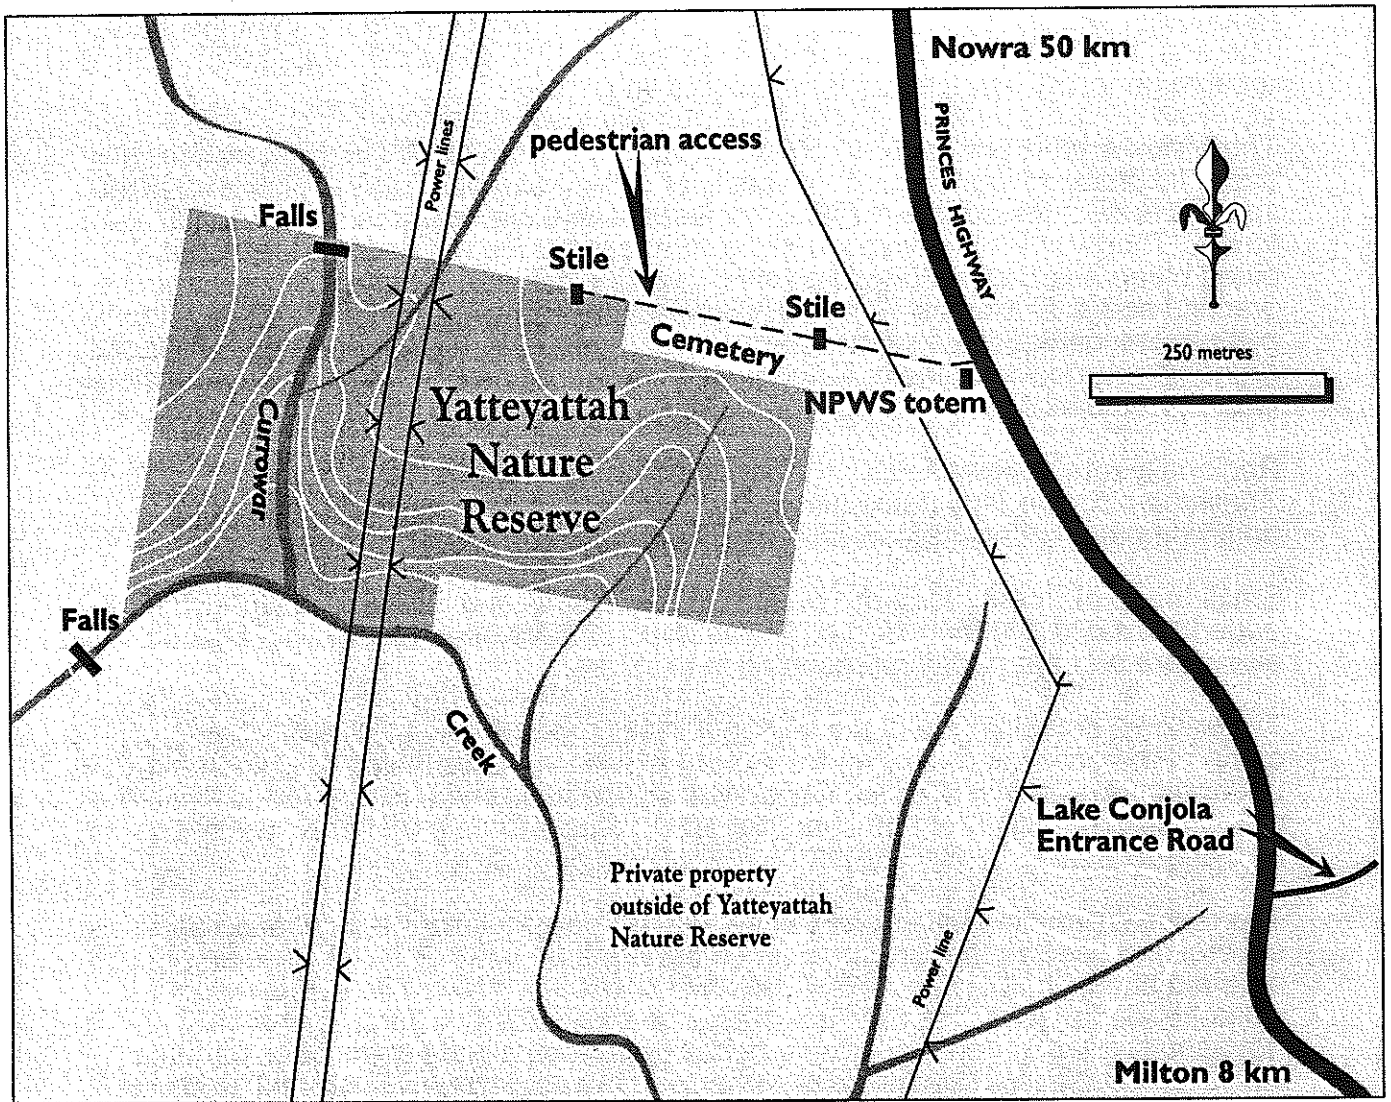 Nowra 50 km
PRINCES HIGHWAY
Power lines
pedestrian access
Falls
Stile
Stile
250 metres
Cemetery
NPWS totem
Currowar
Yatteyattah
Nature
Reserve
Falls
Creek
Lake Conjola
Entrance Road
Private property
outside of Yatteyattah
Nature Reserve
Power line
Milton 8 km